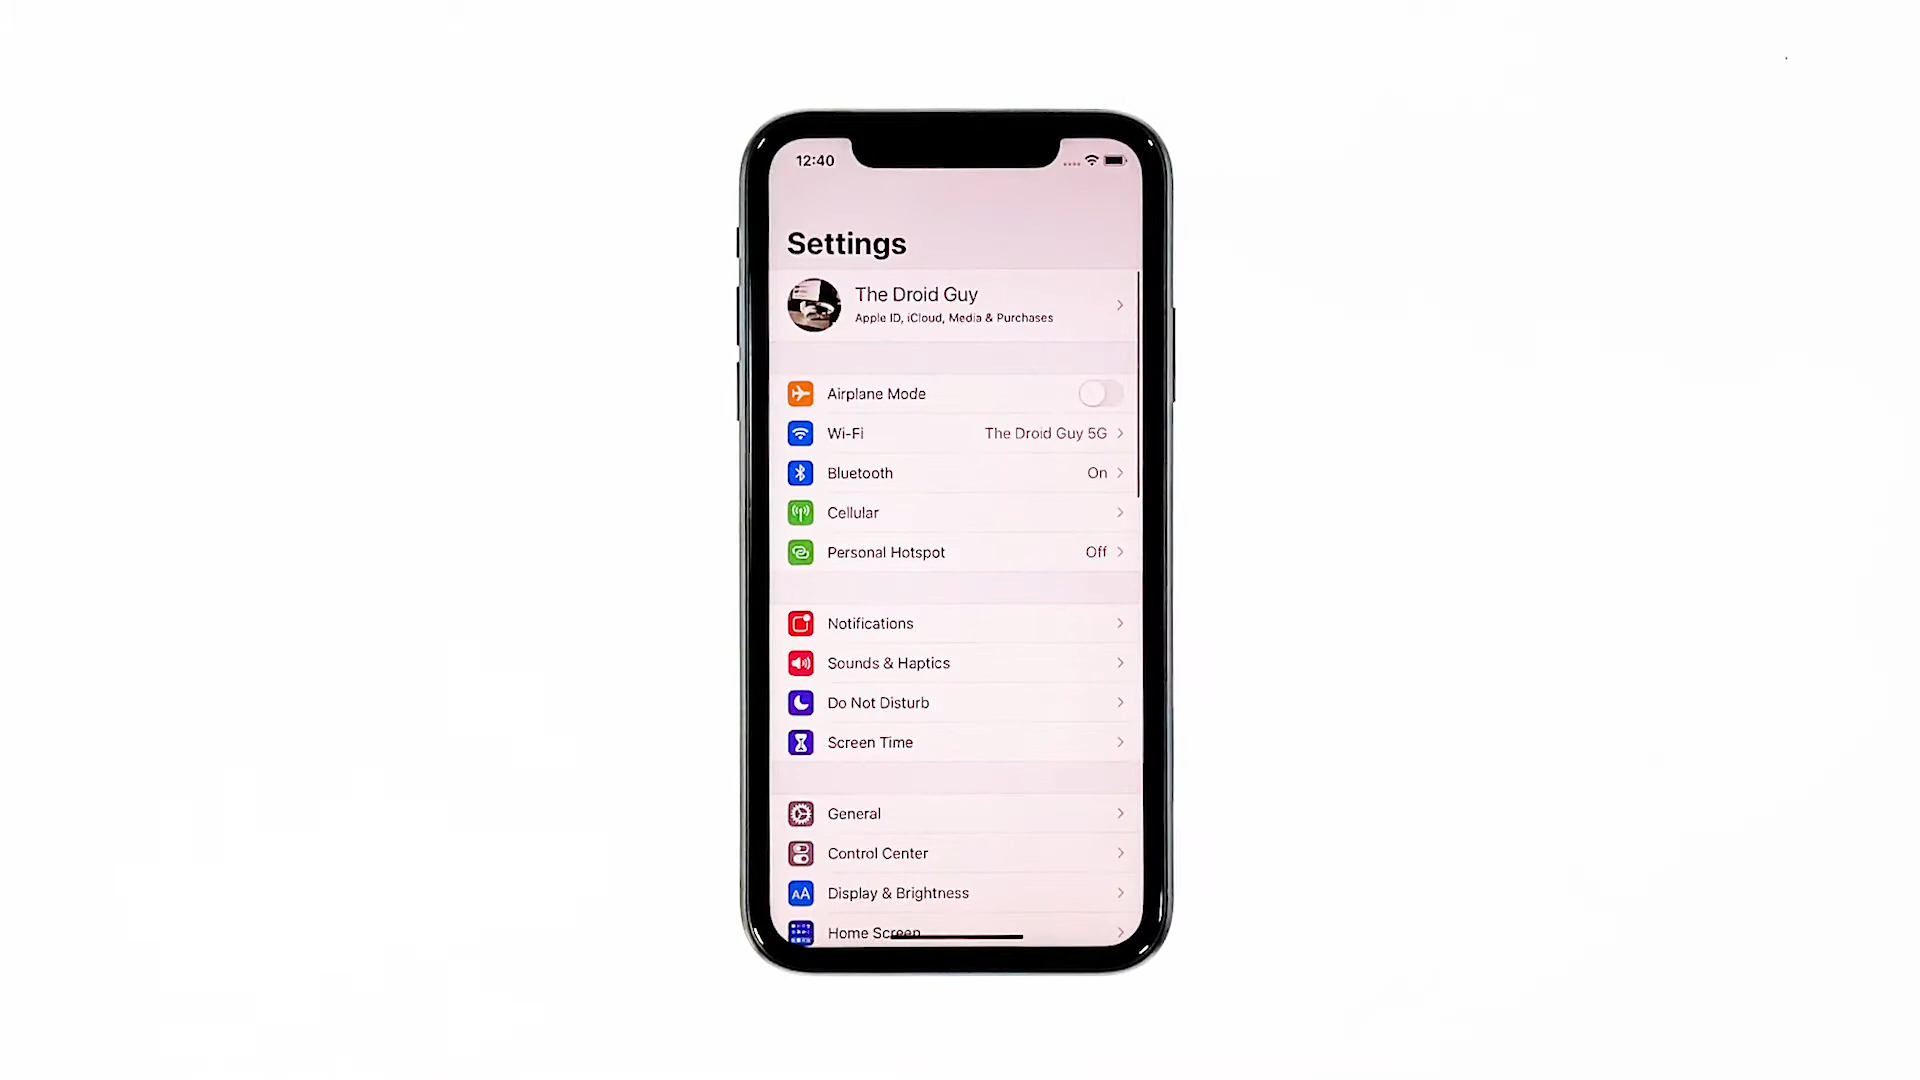 12:40
Settings
The Droid Guy
Apple ID, iCloud, Media & Purchases
Airplane Mode
Wi-Fi The Droid Guy 5G
Bluetooth On
Cellular
Personal Hotspot Off
Notifications
Sounds & Haptics
Do Not Disturb
Screen Time
General
Control Center
AA Display & Brightness
Home Screen